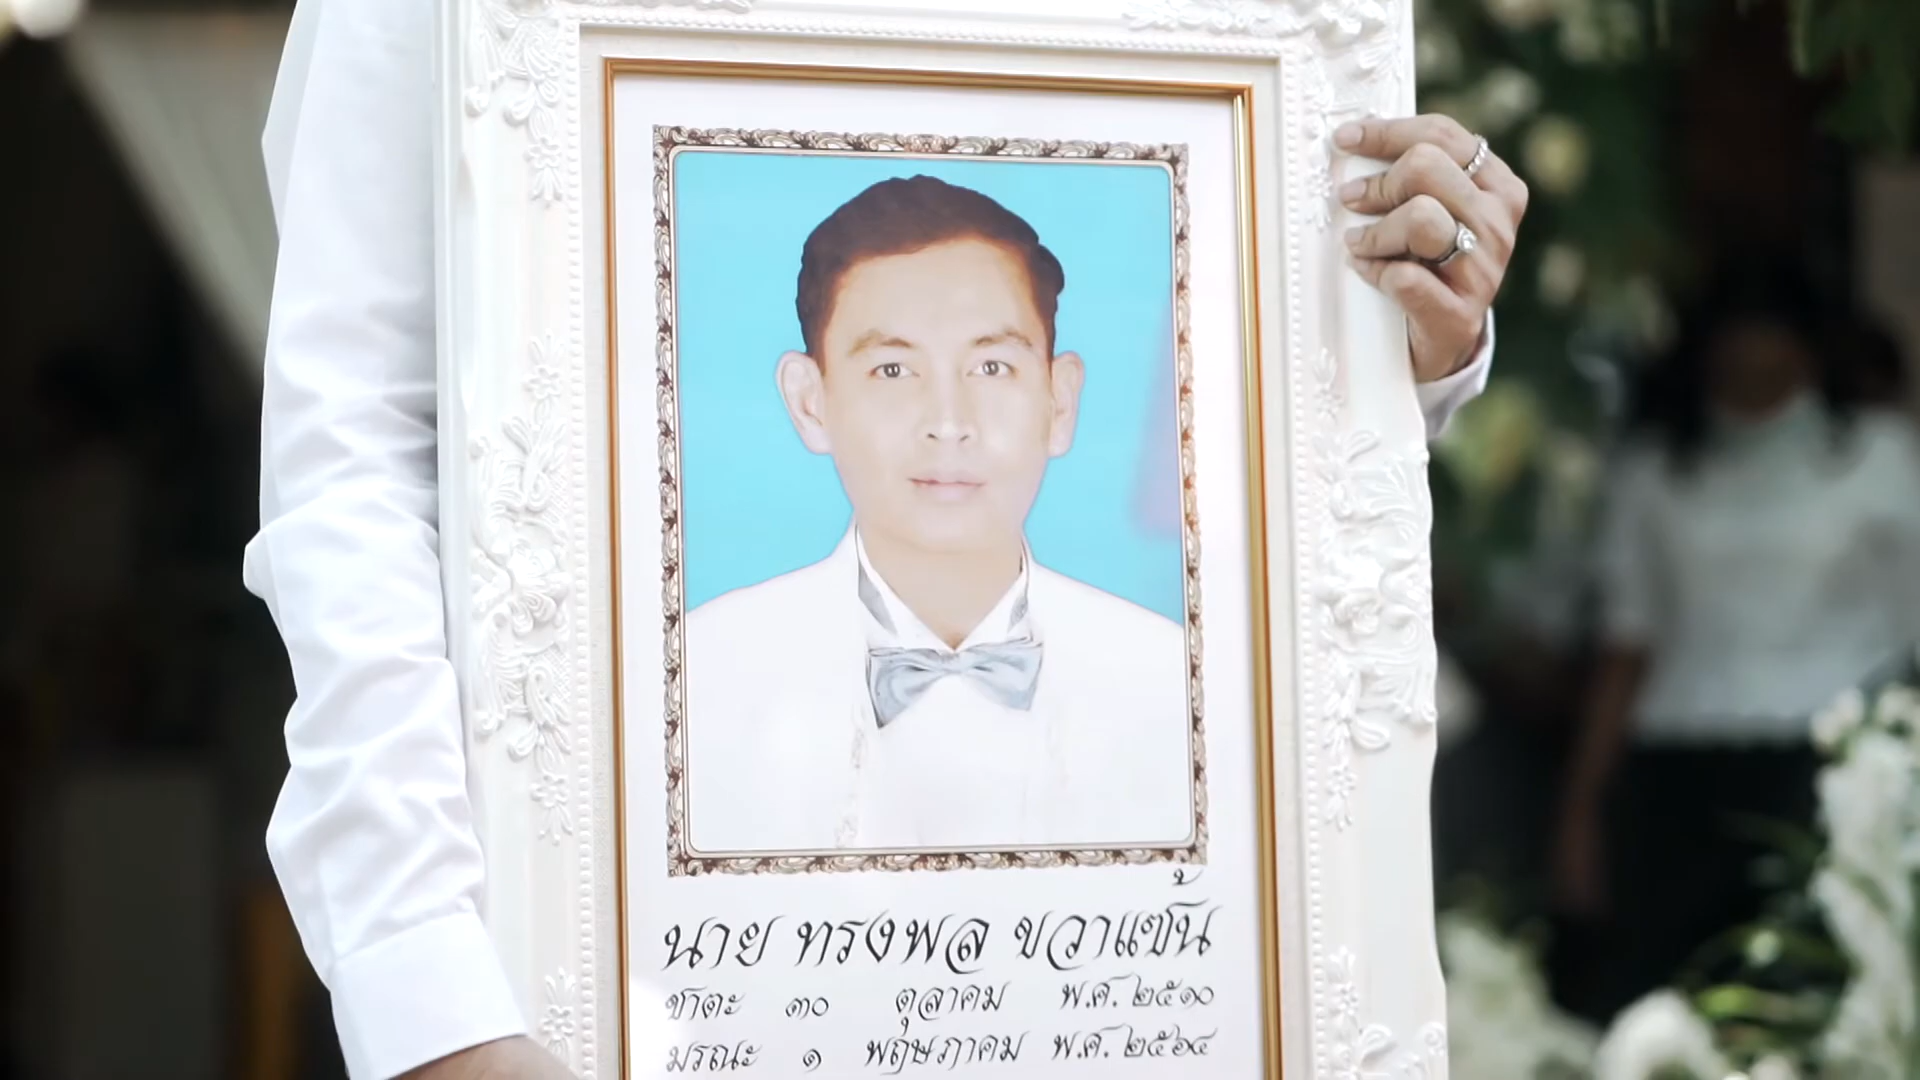 นาย ทรงพล ขวาแซ้น
ชาตะ ๓๐ ตุลาคม พ.ศ. ๒๕๑๐
มรณะ ๑ พฤษภาคม พ.ศ. ๒๕๖๔